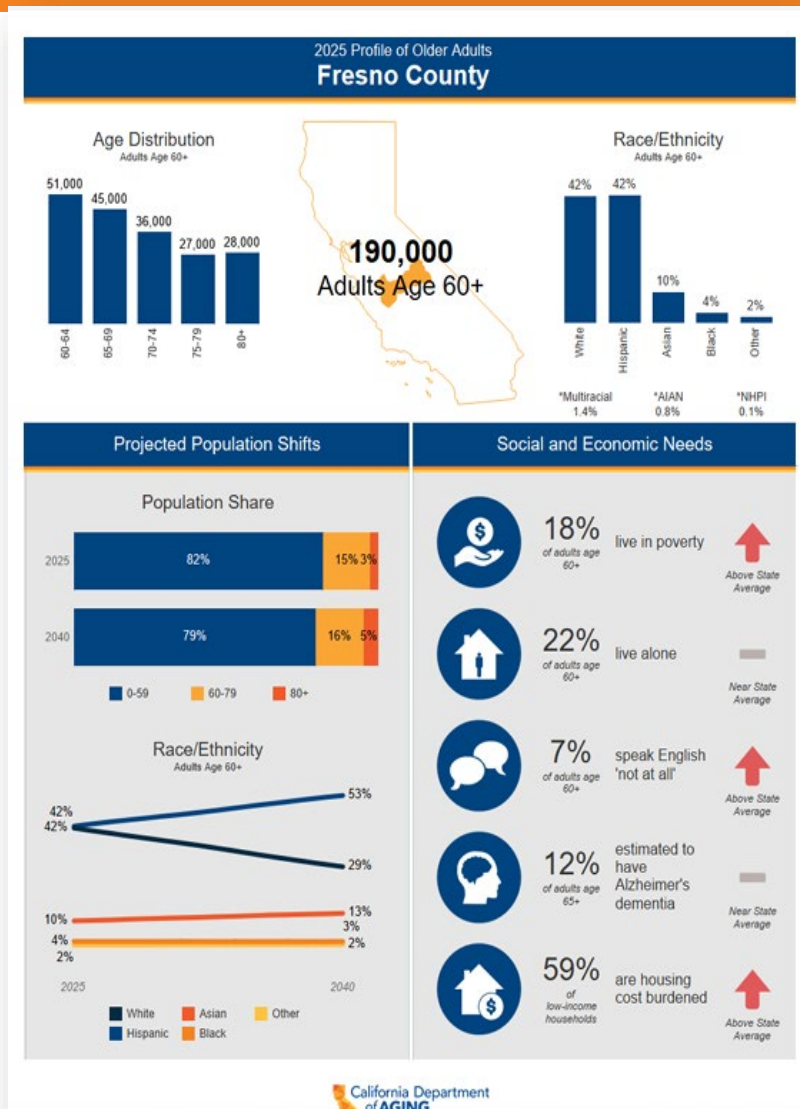 2025 Profile of Older Adults
Fresno County
Age Distribution
Adults Age 60+
51,000
45,000
36,000
27,000
28,000
60-64
65-69
70-74
75-79
80+
190,000
Adults Age 60+
Race/Ethnicity
Adults Age 60+
42%
42%
10%
4%
2%
White
Hispanic
Asian
Black
Other
*Multiracial
1.4%
*AIAN
0.8%
*NHPI
0.1%
Projected Population Shifts
Population Share
2025
82%
15%
3%
2040
79%
16%
5%
0-59
60-79
80+
Race/Ethnicity
Adults Age 60+
42%
42%
10%
4%
2%
53%
29%
13%
3%
2%
2025
2040
White
Asian
Other
Hispanic
Black
Social and Economic Needs
$
18%
of adults age
60+
live in poverty
Above State
Average
22%
of adults age
60+
live alone
Near State
Average
7%
of adults age
60+
speak English
'not at all'
Above State
Average
12%
of adults age
65+
estimated to
have
Alzheimer's
dementia
Near State
Average
$
59%
of
low-income
households
are housing
cost burdened
Above State
Average
California Department
of AGING